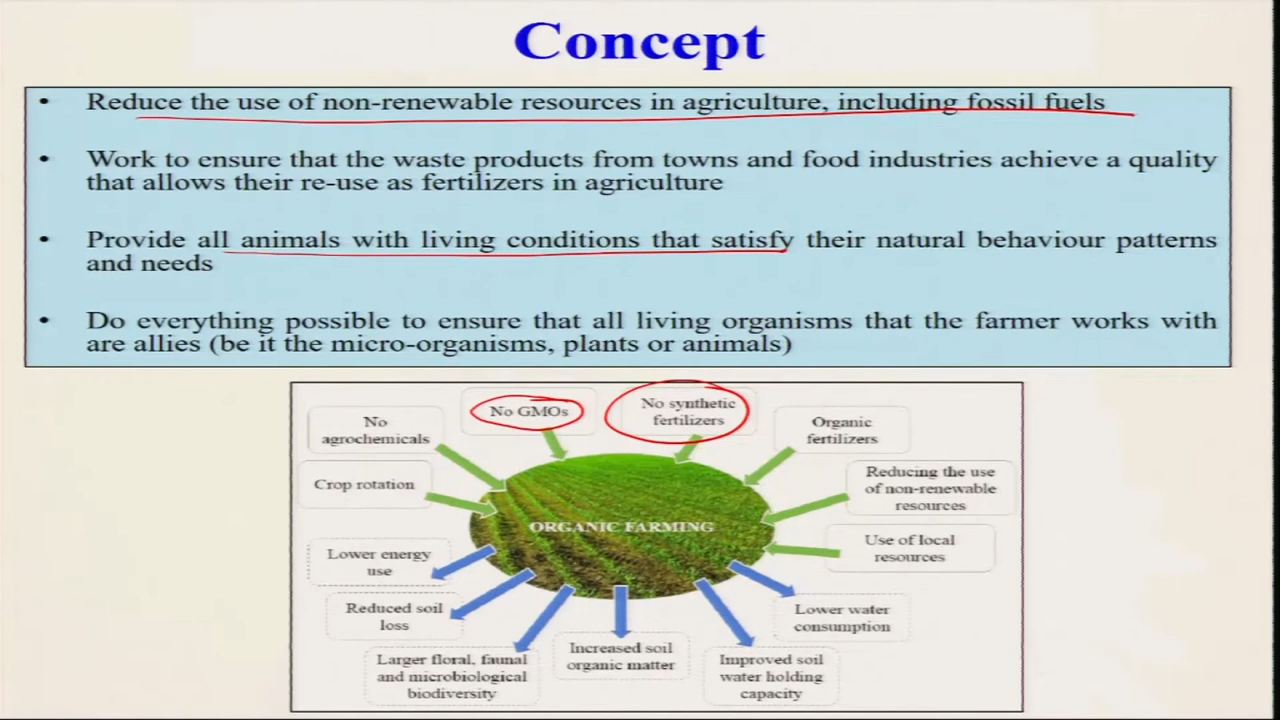 Concept
• Reduce the use of non-renewable resources in agriculture, including fossil fuels
• Work to ensure that the waste products from towns and food industries achieve a quality
that allows their re-use as fertilizers in agriculture
• Provide all animals with living conditions that satisfy their natural behaviour patterns
and needs
• Do everything possible to ensure that all living organisms that the farmer works with
are allies (be it the micro-organisms, plants or animals)
No
agrochemicals
No GMOs
No synthetic
fertilizers
Organic
fertilizers
Crop rotation
Reducing the use
of non-renewable
resources
ORGANIC FARMING
Lower energy
use
Use of local
resources
Reduced soil
loss
Lower water
consumption
Larger floral, faunal
and microbiological
biodiversity
Increased soil
organic matter
Improved soil
water holding
capacity